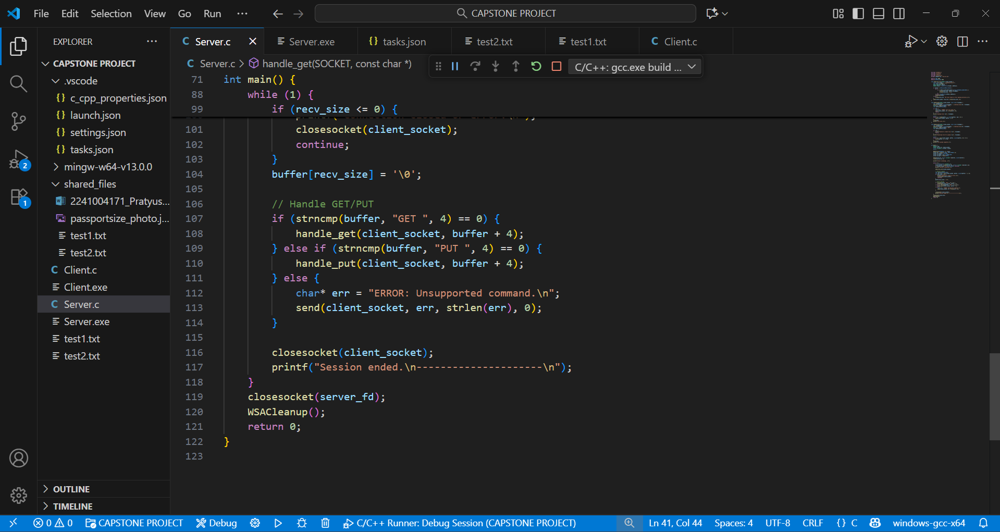 File Edit Selection View Go Run ··· CAPSTONE PROJECT
EXPLORER ···
CAPSTONE PROJECT
.vscode
{} c_cpp_properties.json
{} launch.json
{} settings.json
{} tasks.json
mingw-w64-v13.0.0
shared_files
2241004171_Pratyus...
passportsize_photo.j...
test1.txt
test2.txt
C Client.c
Client.exe
C Server.c
Server.exe
test1.txt
test2.txt
OUTLINE
TIMELINE
2
1
C Server.c Server.exe {} tasks.json test2.txt test1.txt C Client.c
C Server.c > handle_get(SOCKET, const char *)
C/C++: gcc.exe build ...
71 int main() {
88 while (1) {
99 if (recv_size <= 0) {
101 closesocket(client_socket);
102 continue;
103 }
104 buffer[recv_size] = '\0';
105
106 // Handle GET/PUT
107 if (strncmp(buffer, "GET ", 4) == 0) {
108 handle_get(client_socket, buffer + 4);
109 } else if (strncmp(buffer, "PUT ", 4) == 0) {
110 handle_put(client_socket, buffer + 4);
111 } else {
112 char* err = "ERROR: Unsupported command.\n";
113 send(client_socket, err, strlen(err), 0);
114 }
115
116 closesocket(client_socket);
117 printf("Session ended.\n---------------------\n");
118 }
119 closesocket(server_fd);
120 WSACleanup();
121 return 0;
122 }
123
0 0 CAPSTONE PROJECT Debug C/C++ Runner: Debug Session (CAPSTONE PROJECT) Ln 41, Col 44 Spaces: 4 UTF-8 CRLF {} C windows-gcc-x64